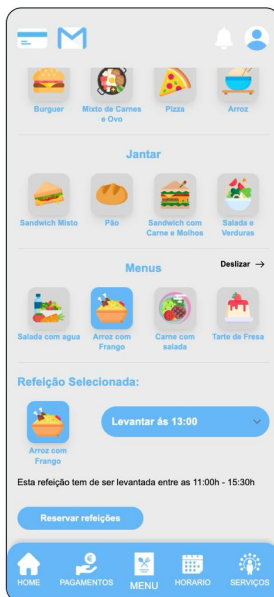 Burguer
Mixto de Carnes
e Ovo
Pizza
Arroz
Jantar
Sandwich Misto
Pão
Sandwich com
Carne e Molhos
Salada e
Verduras
Menus
Deslizar →
Salada com agua
Arroz com
Frango
Carne com
salada
Tarte de Fresa
Refeição Selecionada:
Arroz com
Frango
Levantar ás 13:00
Esta refeição tem de ser levantada entre as 11:00h - 15:30h
Reservar refeições
HOME
PAGAMENTOS
MENU
HORARIO
SERVIÇOS